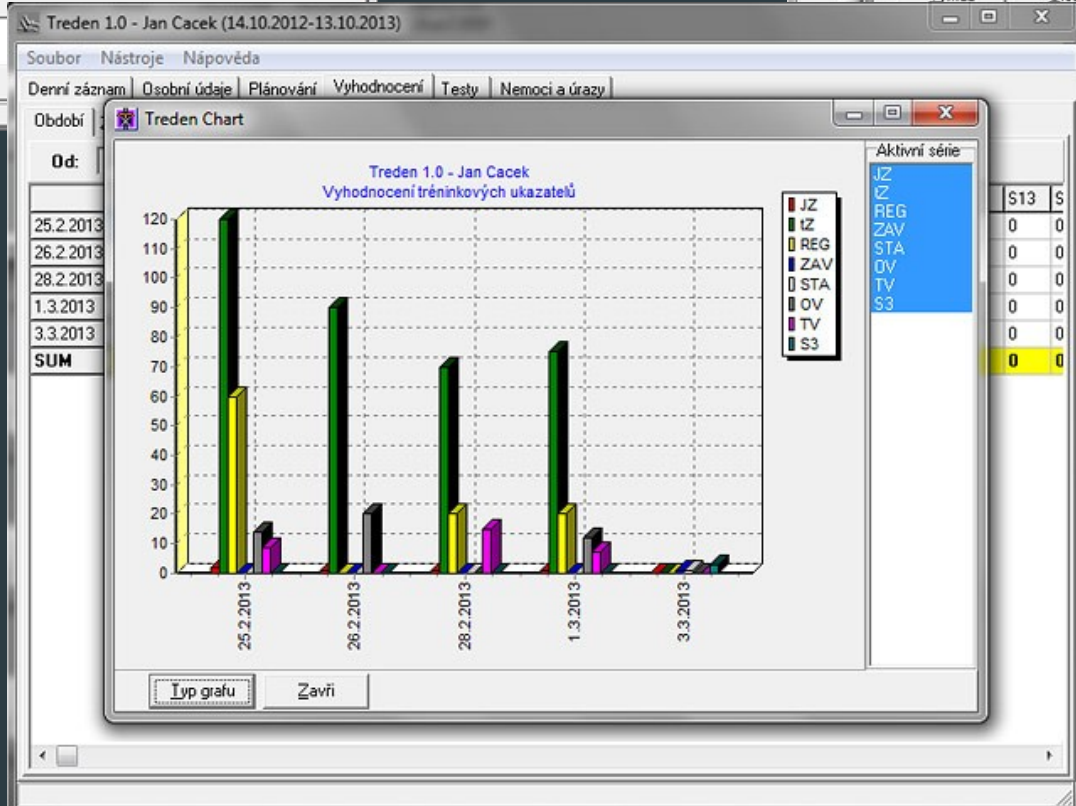 Treden 1.0 - Jan Cacek (14.10.2012-13.10.2013)
Soubor Nástroje Nápověda
Denní záznam Osobní údaje Plánování Vyhodnocení Testy Nemoci a úrazy
Období
Treden Chart
Od:
Aktivní série
JZ
tZ
REG
ZAV
STA
OV
TV
S3
Treden 1.0 - Jan Cacek
Vyhodnocení tréninkových ukazatelů
JZ
tZ
REG
ZAV
STA
OV
TV
S3
120
110
100
90
80
70
60
50
40
30
20
10
0
25.2.2013 26.2.2013 28.2.2013 1.3.2013 3.3.2013
S13 S
25.2.2013 0 0
26.2.2013 0 0
28.2.2013 0 0
1.3.2013 0 0
3.3.2013 0 0
SUM 0 0
Typ grafu Zavři